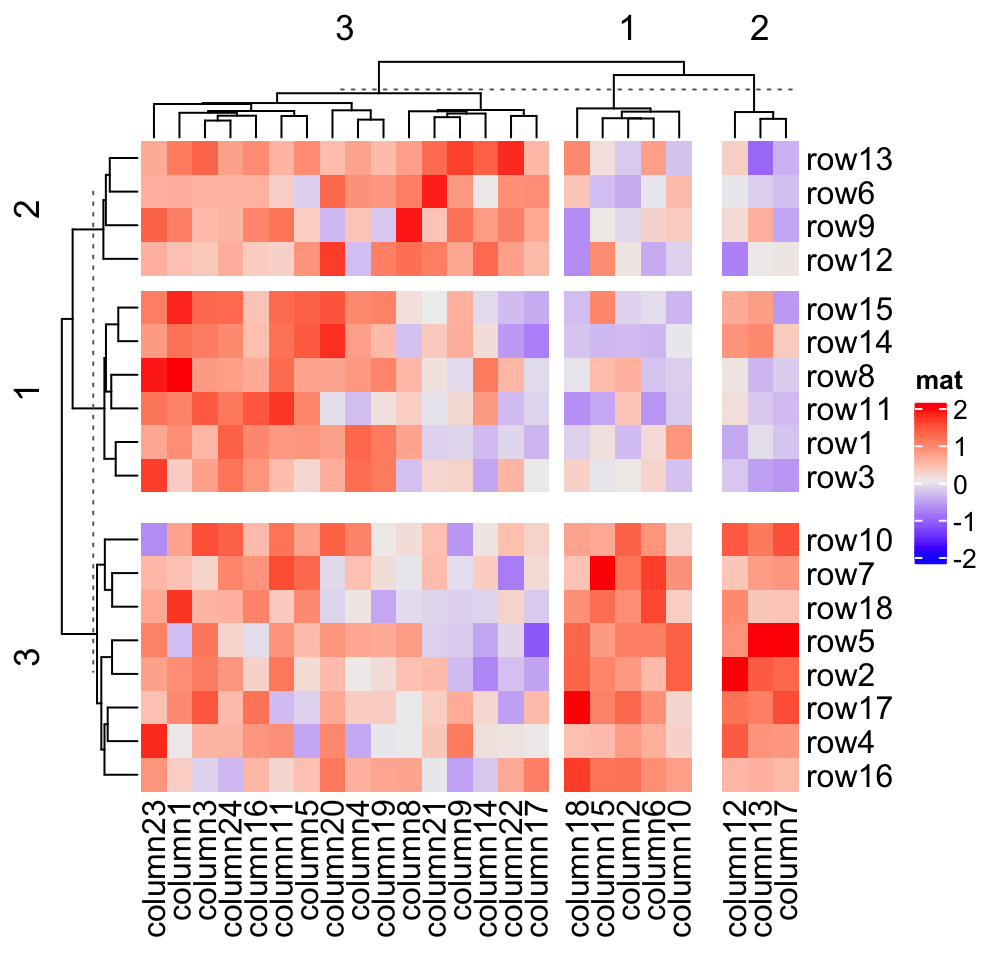 3 1 2
2
1
3
row13
row6
row9
row12
row15
row14
row8
row11
row1
row3
row10
row7
row18
row5
row2
row17
row4
row16
mat
2
1
0
-1
-2
column23
column1
column3
column24
column16
column11
column5
column20
column4
column19
column8
column21
column9
column14
column22
column17
column18
column15
column2
column6
column10
column12
column13
column7